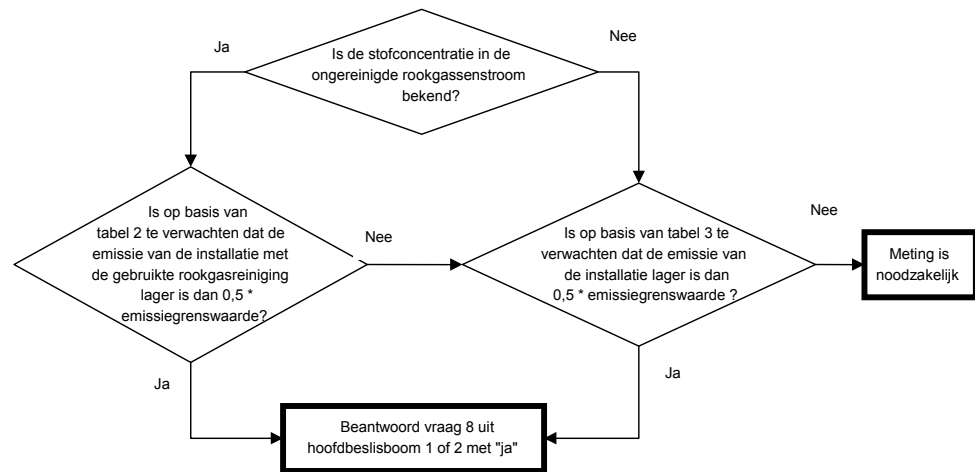 Ja
Nee
Is de stofconcentratie in de
ongereinigde rookgassenstroom
bekend?
Is op basis van
tabel 2 te verwachten dat de
emissie van de installatie met
de gebruikte rookgasreiniging
lager is dan 0,5 *
emissiegrenswaarde?
Nee
Is op basis van tabel 3 te
verwachten dat de emissie van
de installatie lager is dan
0,5 * emissiegrenswaarde ?
Nee
Meting is
noodzakelijk
Ja
Ja
Beantwoord vraag 8 uit
hoofdbeslisboom 1 of 2 met "ja"